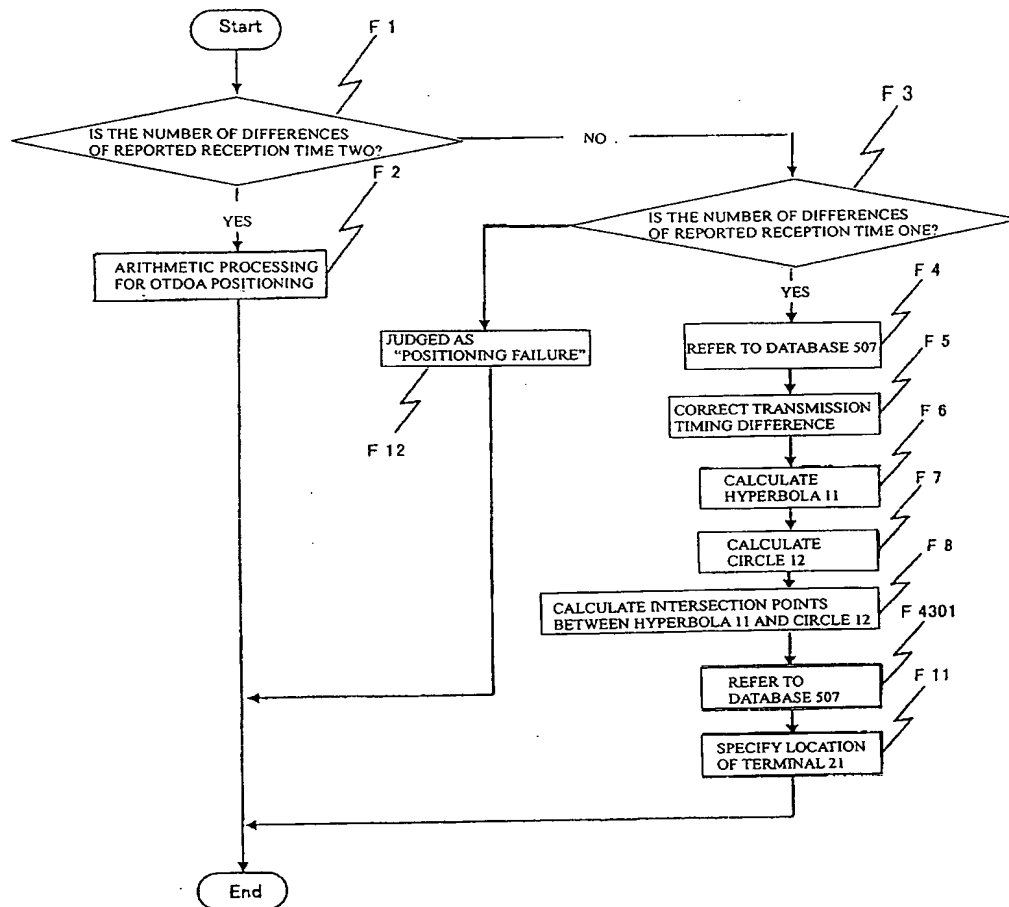 Start
F 1
IS THE NUMBER OF DIFFERENCES
OF REPORTED RECEPTION TIME TWO?
NO
F 3
F 2
YES
IS THE NUMBER OF DIFFERENCES
OF REPORTED RECEPTION TIME ONE?
ARITHMETIC PROCESSING
FOR OTDOA POSITIONING
YES
F 4
JUDGED AS
"POSITIONING FAILURE"
F 12
REFER TO DATABASE 507
F 5
CORRECT TRANSMISSION
TIMING DIFFERENCE
F 6
CALCULATE
HYPERBOLA 11
F 7
CALCULATE
CIRCLE 12
F 8
CALCULATE INTERSECTION POINTS
BETWEEN HYPERBOLA 11 AND CIRCLE 12
F 4301
REFER TO
DATABASE 507
F 11
SPECIFY LOCATION
OF TERMINAL 21
End